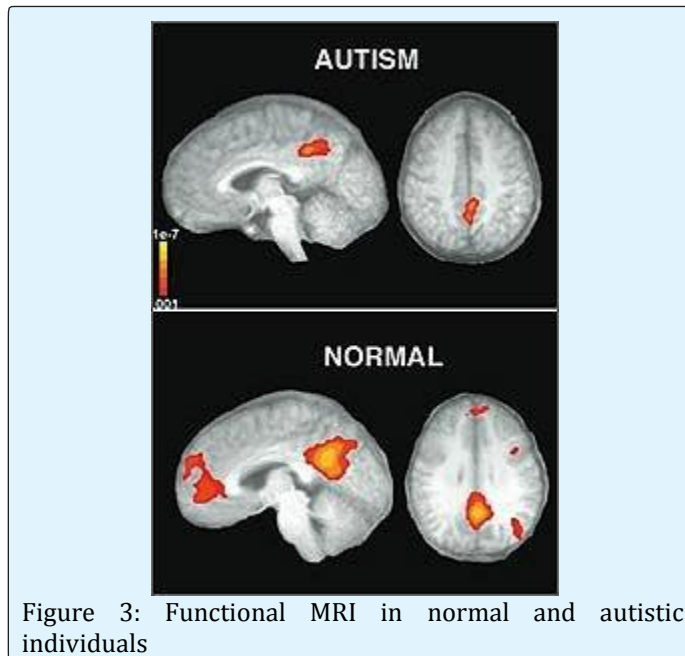 AUTISM
1e-7
.001
NORMAL
Figure 3: Functional MRI in normal and autistic
individuals